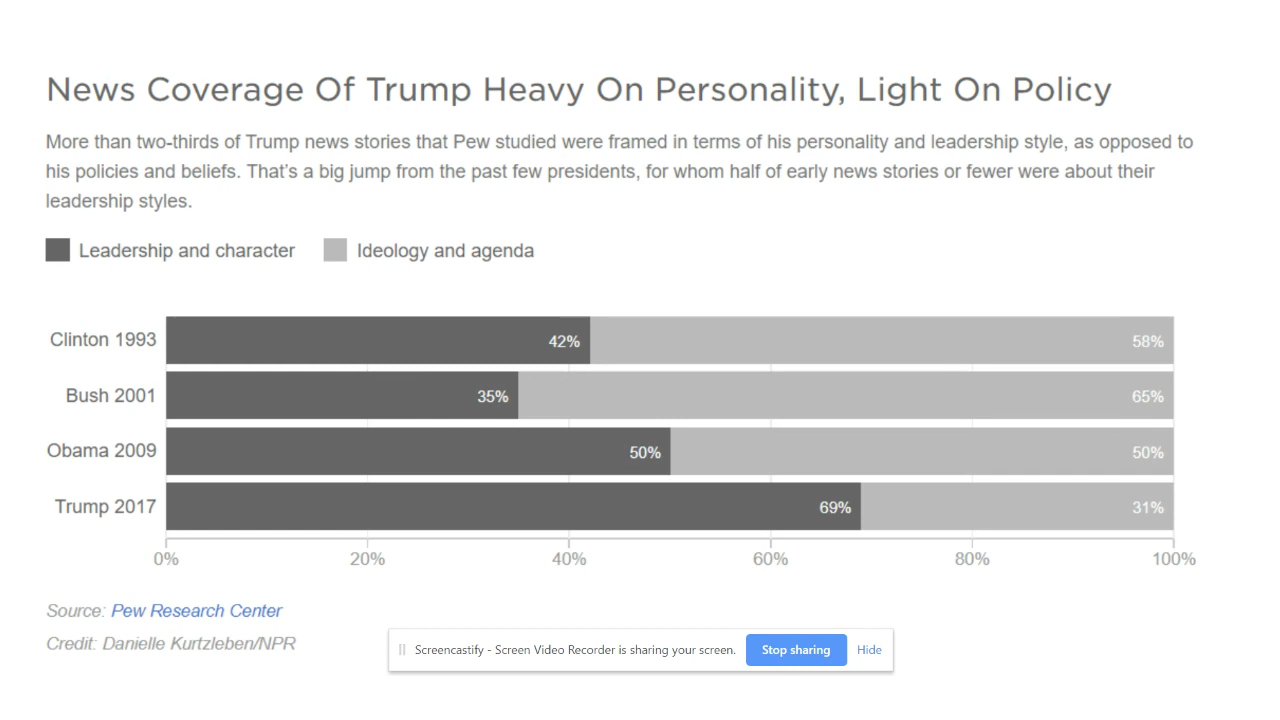 News Coverage Of Trump Heavy On Personality, Light On Policy
More than two-thirds of Trump news stories that Pew studied were framed in terms of his personality and leadership style, as opposed to
his policies and beliefs. That's a big jump from the past few presidents, for whom half of early news stories or fewer were about their
leadership styles.
Leadership and character Ideology and agenda
Clinton 1993 42% 58%
Bush 2001 35% 65%
Obama 2009 50% 50%
Trump 2017 69% 31%
0% 20% 40% 60% 80% 100%
Source: Pew Research Center
Credit: Danielle Kurtzleben/NPR
Screencastify - Screen Video Recorder is sharing your screen. Stop sharing Hide